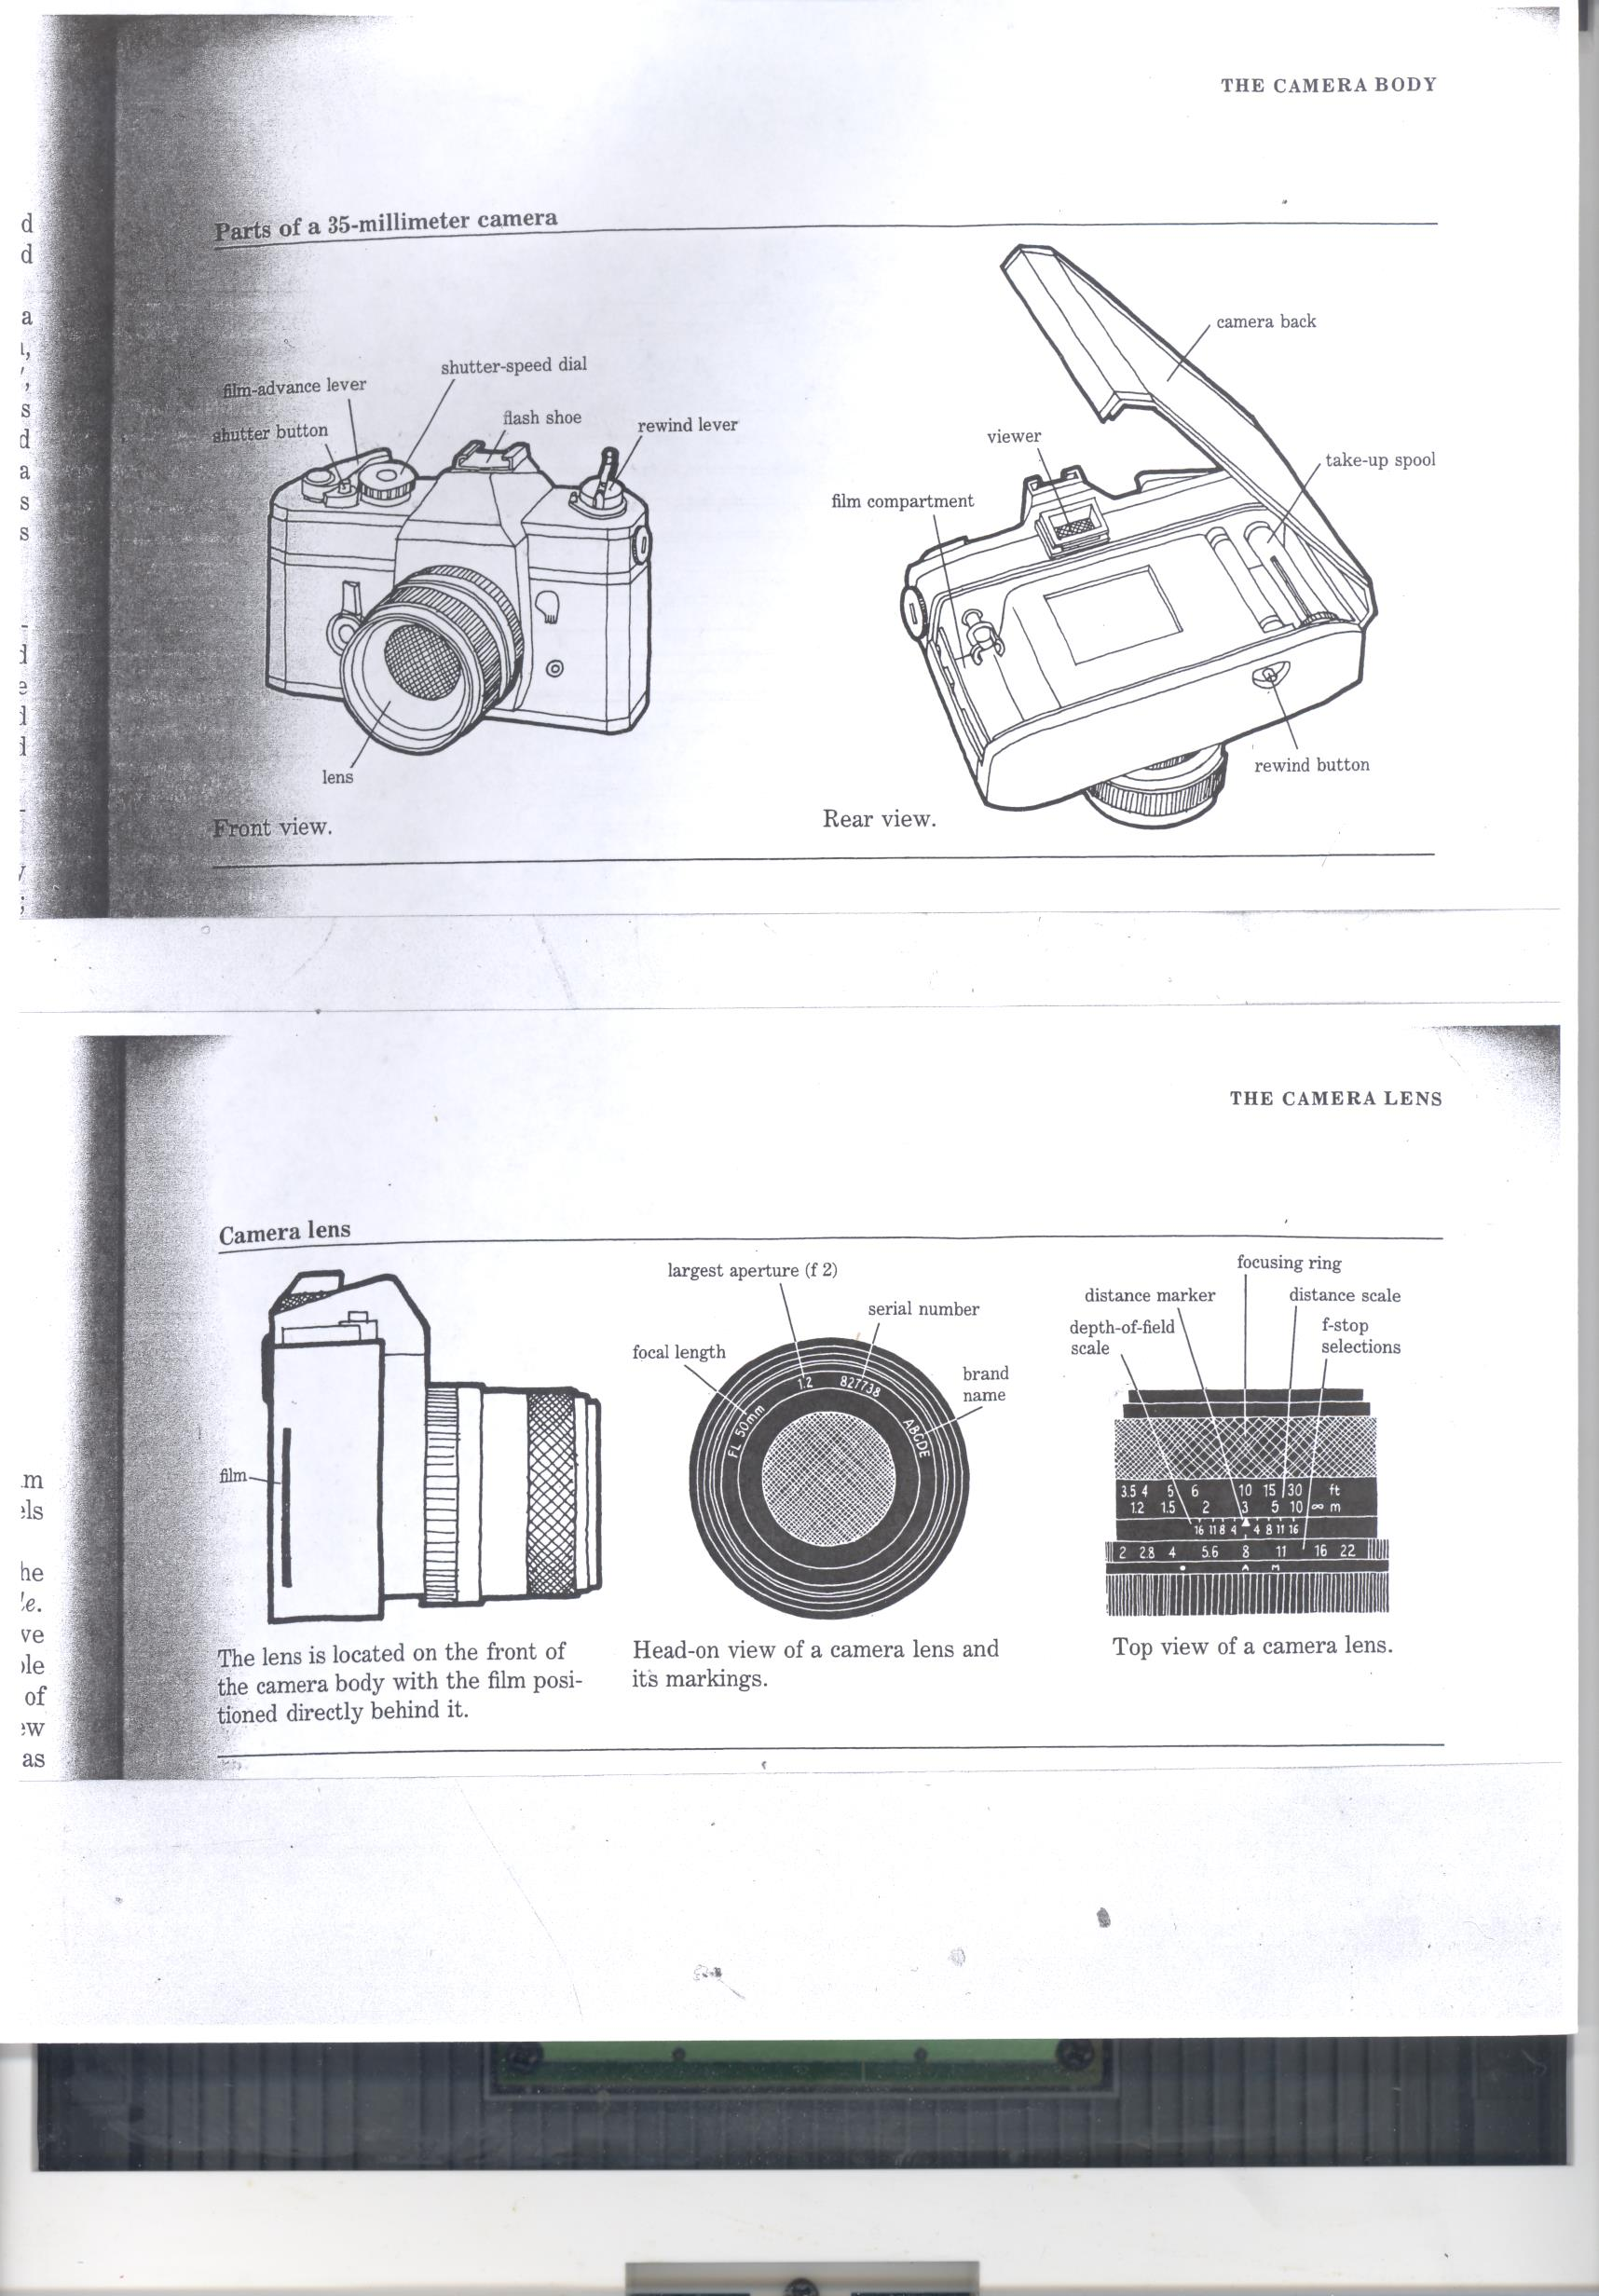 THE CAMERA BODY
Parts of a 35-millimeter camera
film-advance lever
shutter-speed dial
shutter button
flash shoe
rewind lever
lens
Front view.
camera back
viewer
take-up spool
film compartment
rewind button
Rear view.
d
d
a
s
d
a
s
s
THE CAMERA LENS
Camera lens
film
The lens is located on the front of
the camera body with the film posi-
tioned directly behind it.
largest aperture (f 2)
serial number
focal length
brand
name
1.2 827738
FL 50mm
ABCDE
Head-on view of a camera lens and
its markings.
focusing ring
distance marker
distance scale
depth-of-field
scale
f-stop
selections
3.5 4 5 6 10 15 30 ft
1.2 1.5 2 3 5 10 ∞ m
16 11 8 4 4 8 11 16
2 2.8 4 5.6 8 11 16 22
A M
Top view of a camera lens.
m
els
he
e.
ve
ole
of
ew
as